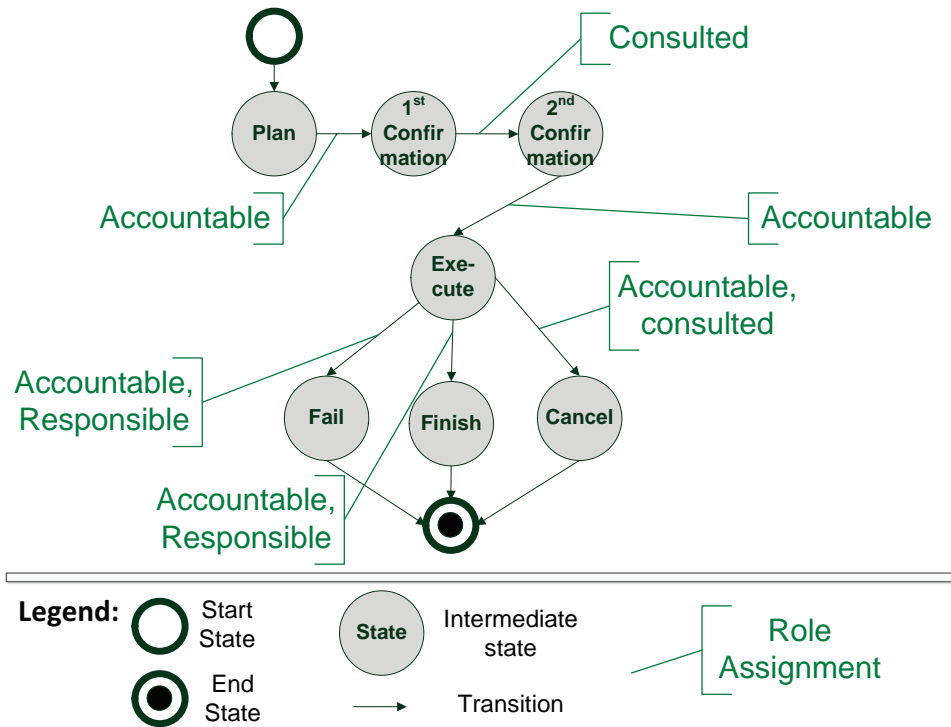 Consulted
Plan
1st
Confir
mation
2nd
Confir
mation
Accountable
Accountable
Exe-
cute
Accountable,
consulted
Accountable,
Responsible
Fail
Finish
Cancel
Accountable,
Responsible
Legend:
Start
State
State
Intermediate
state
Role
Assignment
End
State
Transition